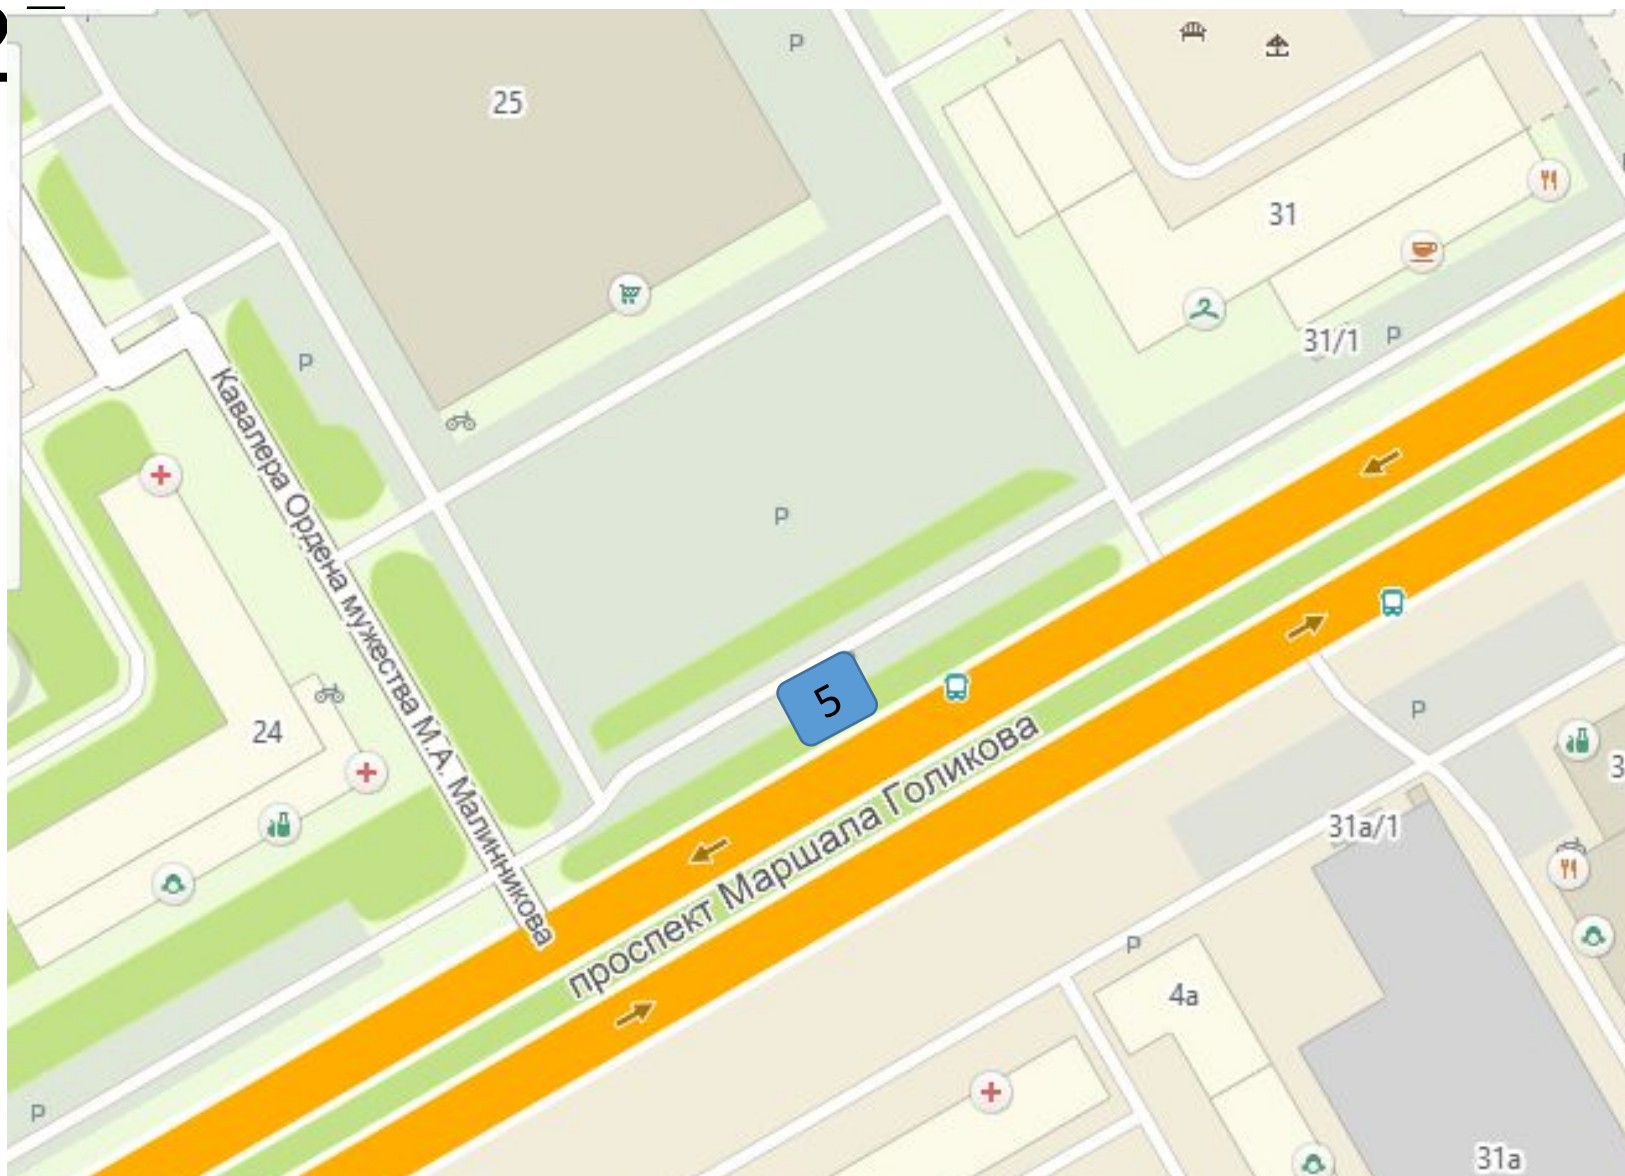 P
25
31
31/1
P
P
Кавалера Ордена мужества М.А. Малинникова
P
5
24
проспект Маршала Голикова
P
31а/1
P
4а
P
31а